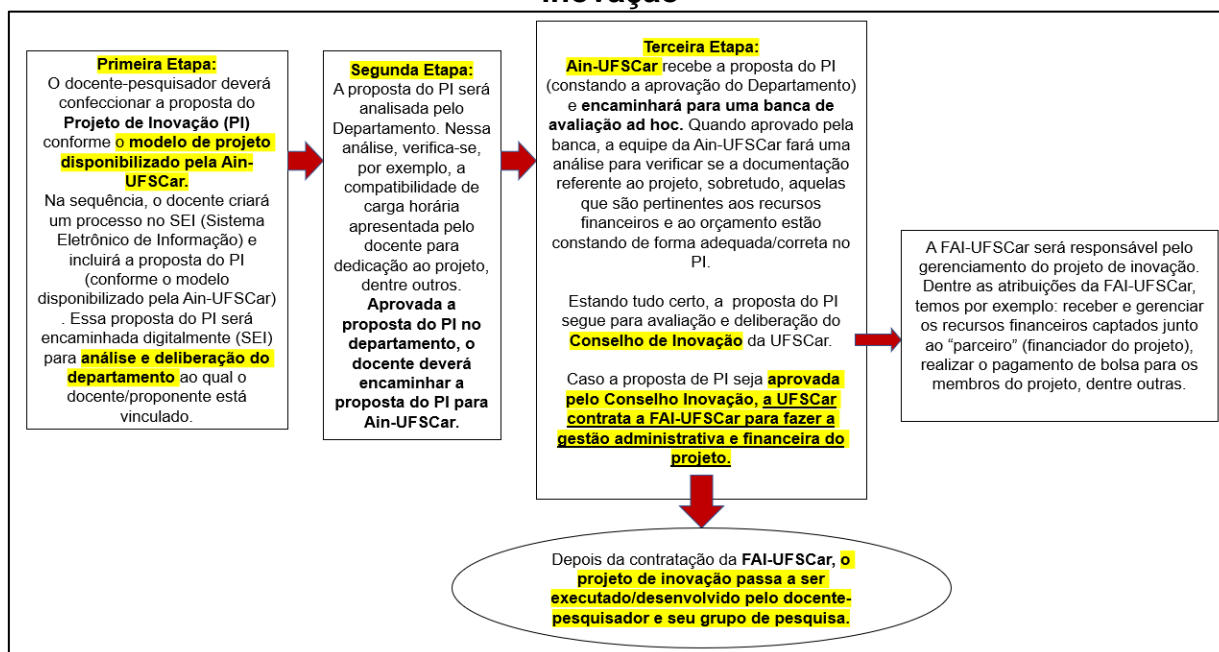 Inovação
Primeira Etapa:
O docente-pesquisador deverá
confeccionar a proposta do
Projeto de Inovação (PI)
conforme o modelo de projeto
disponibilizado pela Ain-
UFSCar.
Na sequência, o docente criará
um processo no SEI (Sistema
Eletrônico de Informação) e
incluirá a proposta do PI
(conforme o modelo
disponibilizado pela Ain-UFSCar)
. Essa proposta do PI será
encaminhada digitalmente (SEI)
para análise e deliberação do
departamento ao qual o
docente/proponente está
vinculado.
Segunda Etapa:
A proposta do PI será
analisada pelo
Departamento. Nessa
análise, verifica-se,
por exemplo, a
compatibilidade de
carga horária
apresentada pelo
docente para
dedicação ao projeto,
dentre outros.
Aprovada a
proposta do PI no
departamento, o
docente deverá
encaminhar a
proposta do PI para
Ain-UFSCar.
Terceira Etapa:
Ain-UFSCar recebe a proposta do PI
(constando a aprovação do Departamento)
e encaminhará para uma banca de
avaliação ad hoc. Quando aprovado pela
banca, a equipe da Ain-UFSCar fará uma
análise para verificar se a documentação
referente ao projeto, sobretudo, aquelas
que são pertinentes aos recursos
financeiros e ao orçamento estão
constando de forma adequada/correta no
PI.
Estando tudo certo, a proposta do PI
segue para avaliação e deliberação do
Conselho de Inovação da UFSCar.
Caso a proposta de PI seja aprovada
pelo Conselho Inovação, a UFSCar
contrata a FAI-UFSCar para fazer a
gestão administrativa e financeira do
projeto.
A FAI-UFSCar será responsável pelo
gerenciamento do projeto de inovação.
Dentre as atribuições da FAI-UFSCar,
temos por exemplo: receber e gerenciar
os recursos financeiros captados junto
ao “parceiro” (financiador do projeto),
realizar o pagamento de bolsa para os
membros do projeto, dentre outras.
Depois da contratação da FAI-UFSCar, o
projeto de inovação passa a ser
executado/desenvolvido pelo docente-
pesquisador e seu grupo de pesquisa.